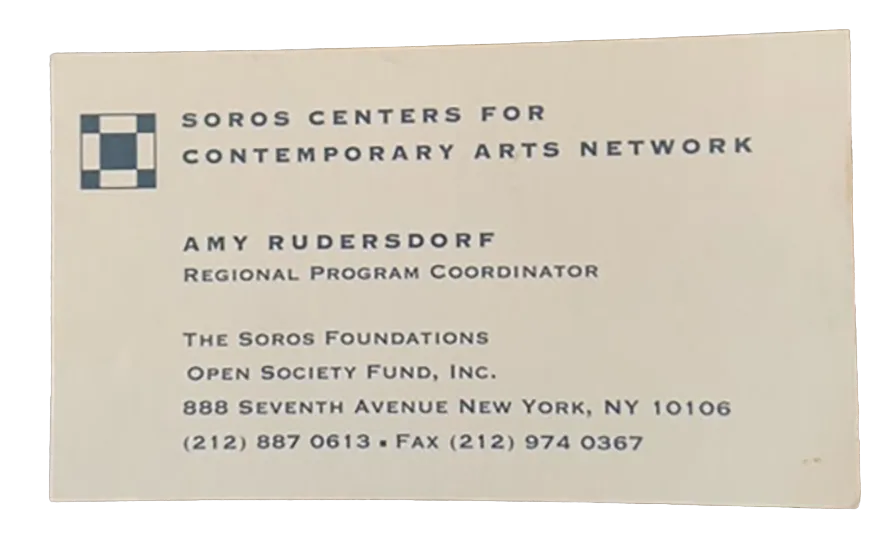 SOROS CENTERS FOR
CONTEMPORARY ARTS NETWORK
AMY RUDERSDORF
REGIONAL PROGRAM COORDINATOR
THE SOROS FOUNDATIONS
OPEN SOCIETY FUND, INC.
888 SEVENTH AVENUE NEW YORK, NY 10106
(212) 887 0613 ▪ FAX (212) 974 0367